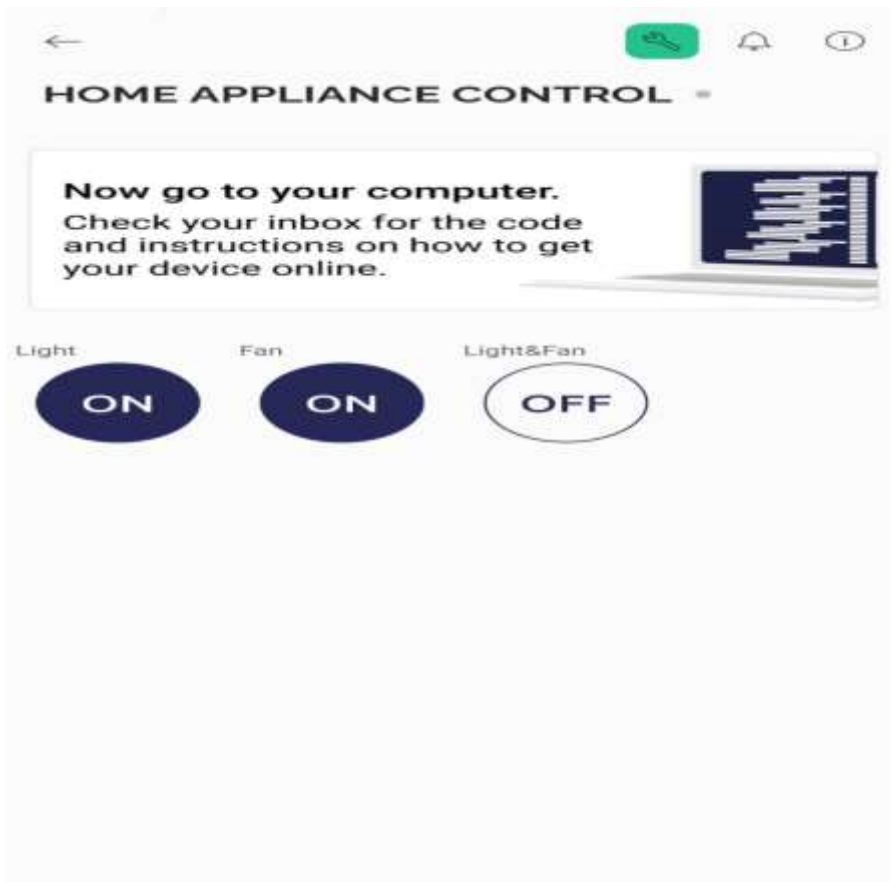 HOME APPLIANCE CONTROL
Now go to your computer.
Check your inbox for the code
and instructions on how to get
your device online.
Light Fan Light&Fan
ON ON OFF